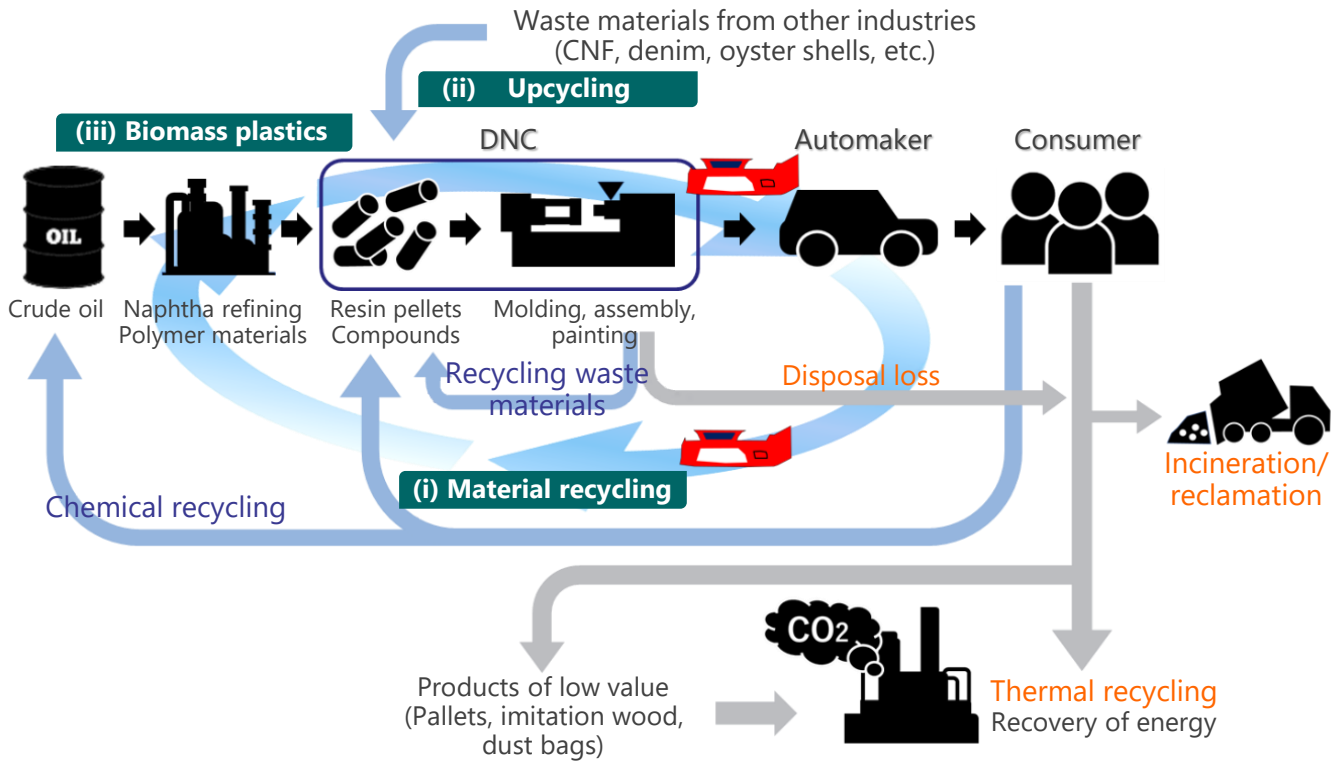 Waste materials from other industries
(CNF, denim, oyster shells, etc.)
(ii) Upcycling
(iii) Biomass plastics
DNC
Automaker
Consumer
OIL
Crude oil
Naphtha refining
Polymer materials
Resin pellets
Compounds
Molding, assembly,
painting
Recycling waste
materials
Disposal loss
Incineration/
reclamation
(i) Material recycling
Chemical recycling
CO2
Products of low value
(Pallets, imitation wood,
dust bags)
Thermal recycling
Recovery of energy